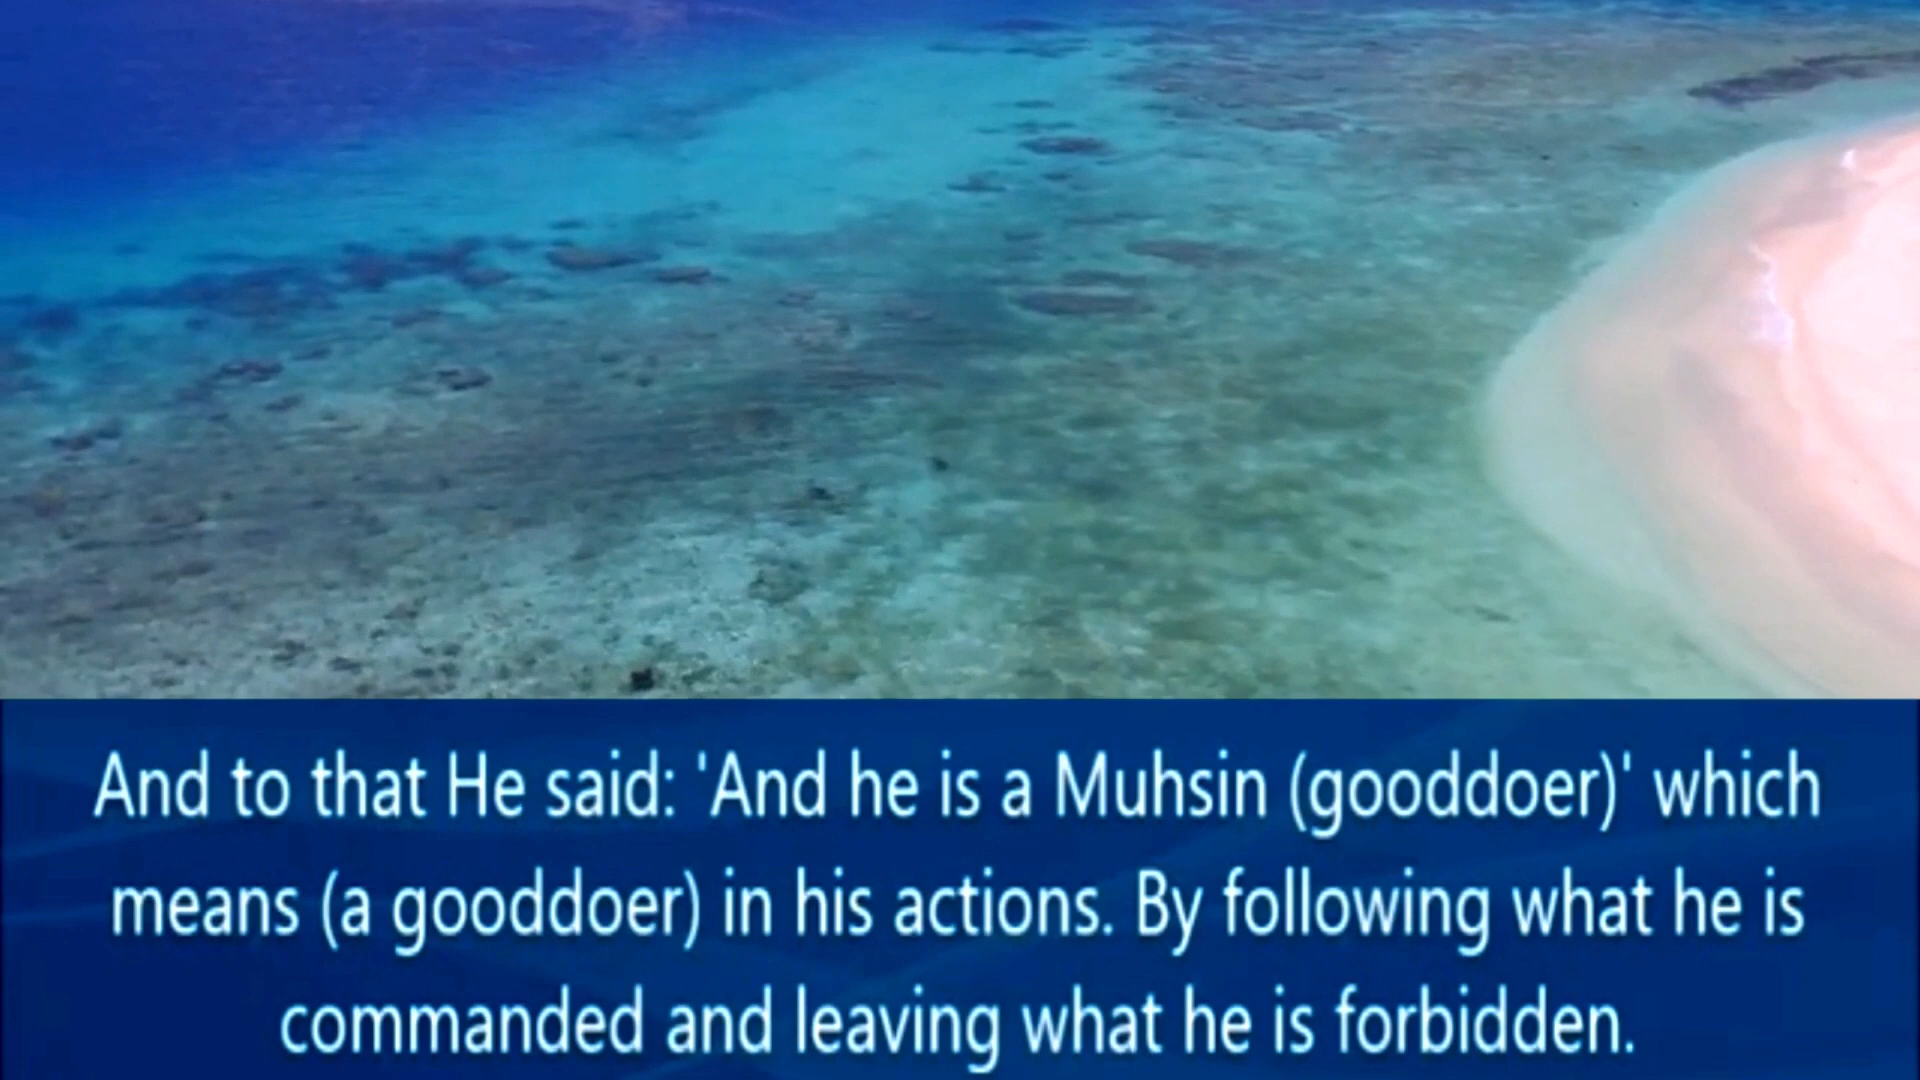 And to that He said: 'And he is a Muhsin (gooddoer)' which
means (a gooddoer) in his actions. By following what he is
commanded and leaving what he is forbidden.